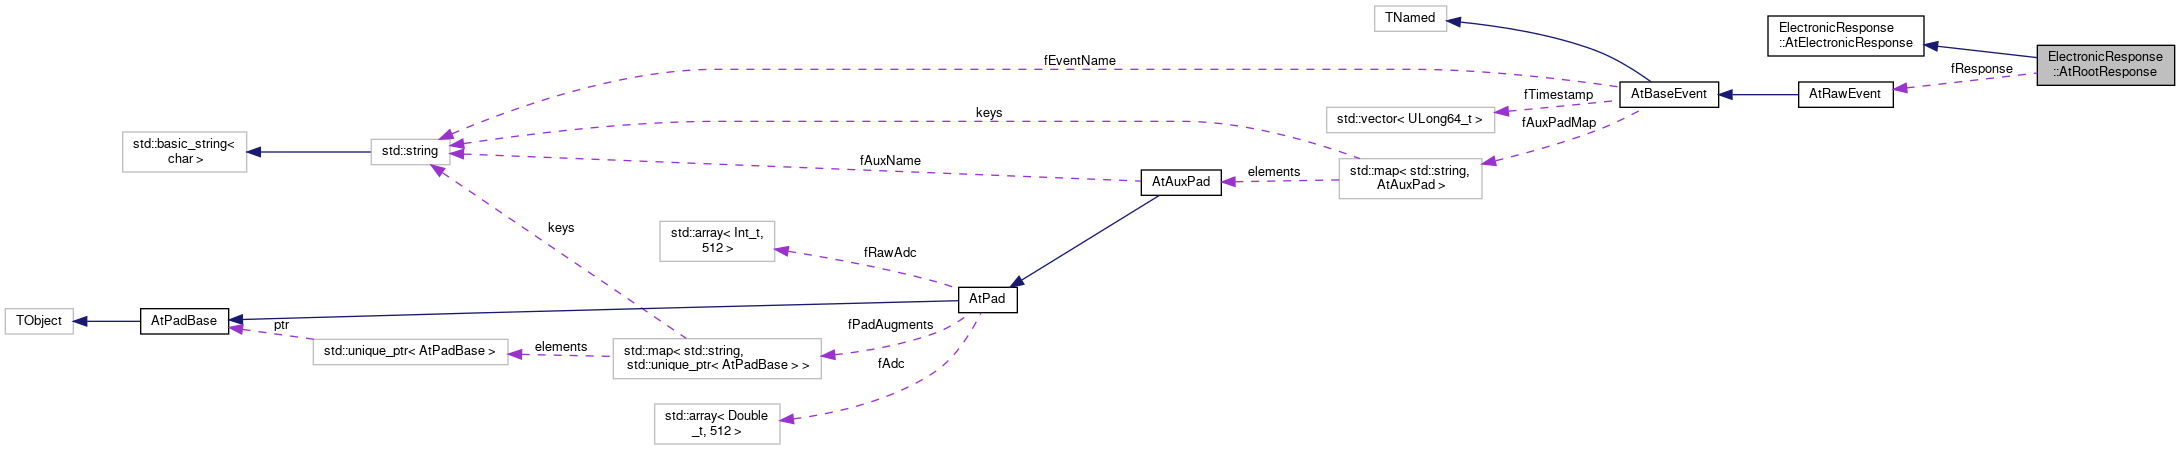 TNamed
ElectronicResponse
::AtElectronicResponse
ElectronicResponse
::AtRootResponse
fEventName
fResponse
fTimestamp
AtBaseEvent
AtRawEvent
keys
std::vector< ULong64_t >
fAuxPadMap
std::basic_string<
char >
std::string
fAuxName
elements
std::map< std::string,
AtAuxPad >
AtAuxPad
keys
std::array< Int_t,
512 >
fRawAdc
AtPad
TObject
AtPadBase
ptr
fPadAugments
std::unique_ptr< AtPadBase >
elements
std::map< std::string,
std::unique_ptr< AtPadBase > >
fAdc
std::array< Double
_t, 512 >